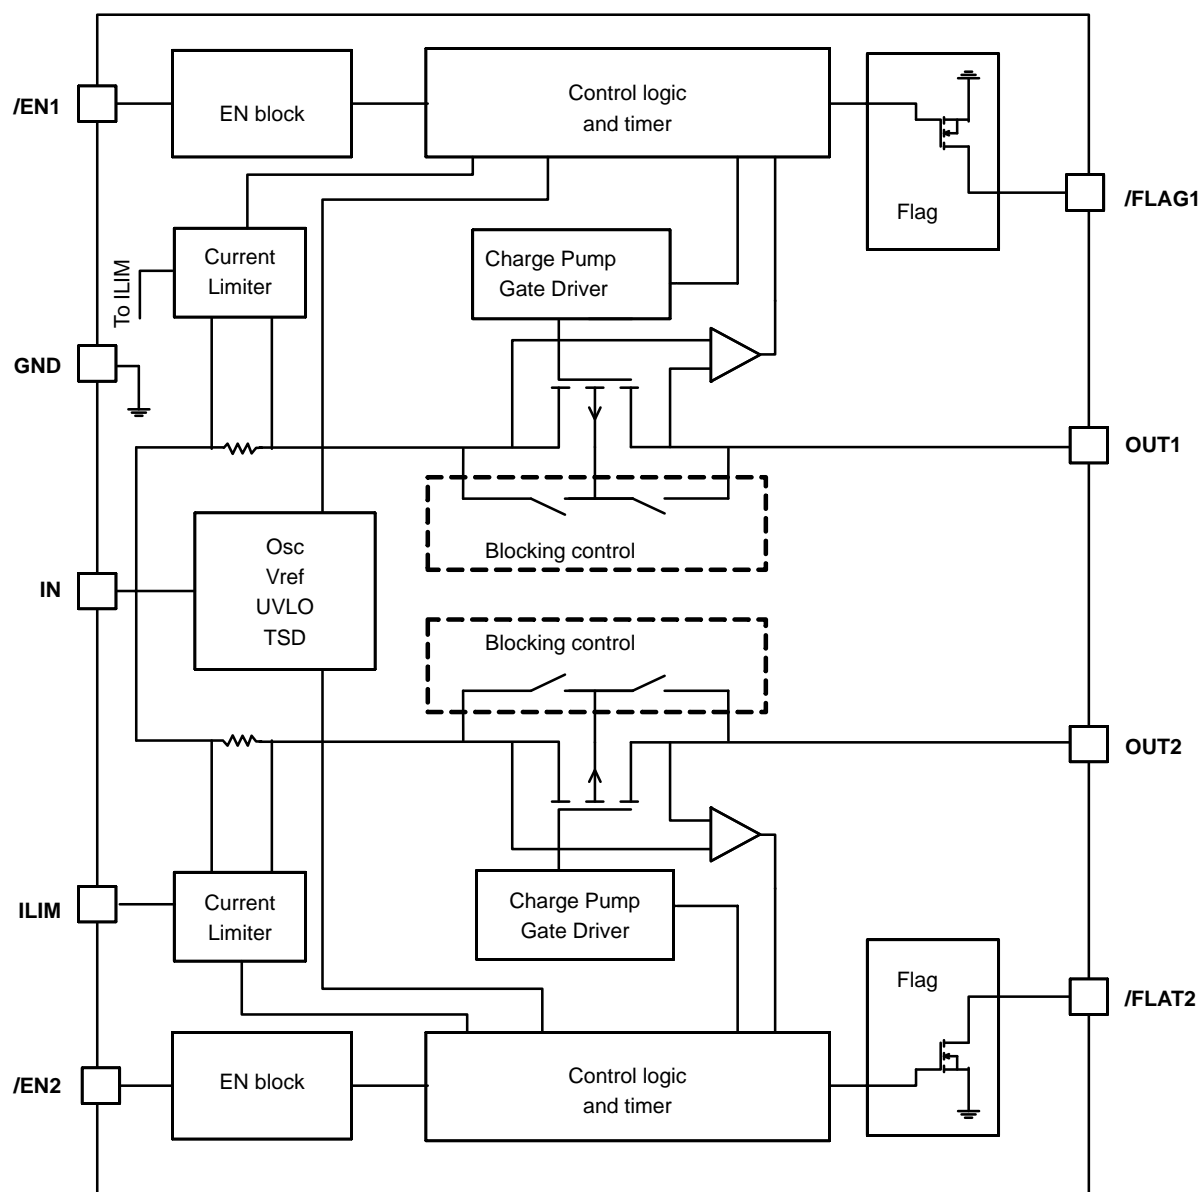 /EN1
EN block
Control logic
and timer
Flag
/FLAG1
Current
Limiter
To ILIM
Charge Pump
Gate Driver
GND
OUT1
Blocking control
IN
Osc
Vref
UVLO
TSD
Blocking control
OUT2
ILIM
Current
Limiter
Charge Pump
Gate Driver
Flag
/FLAT2
/EN2
EN block
Control logic
and timer